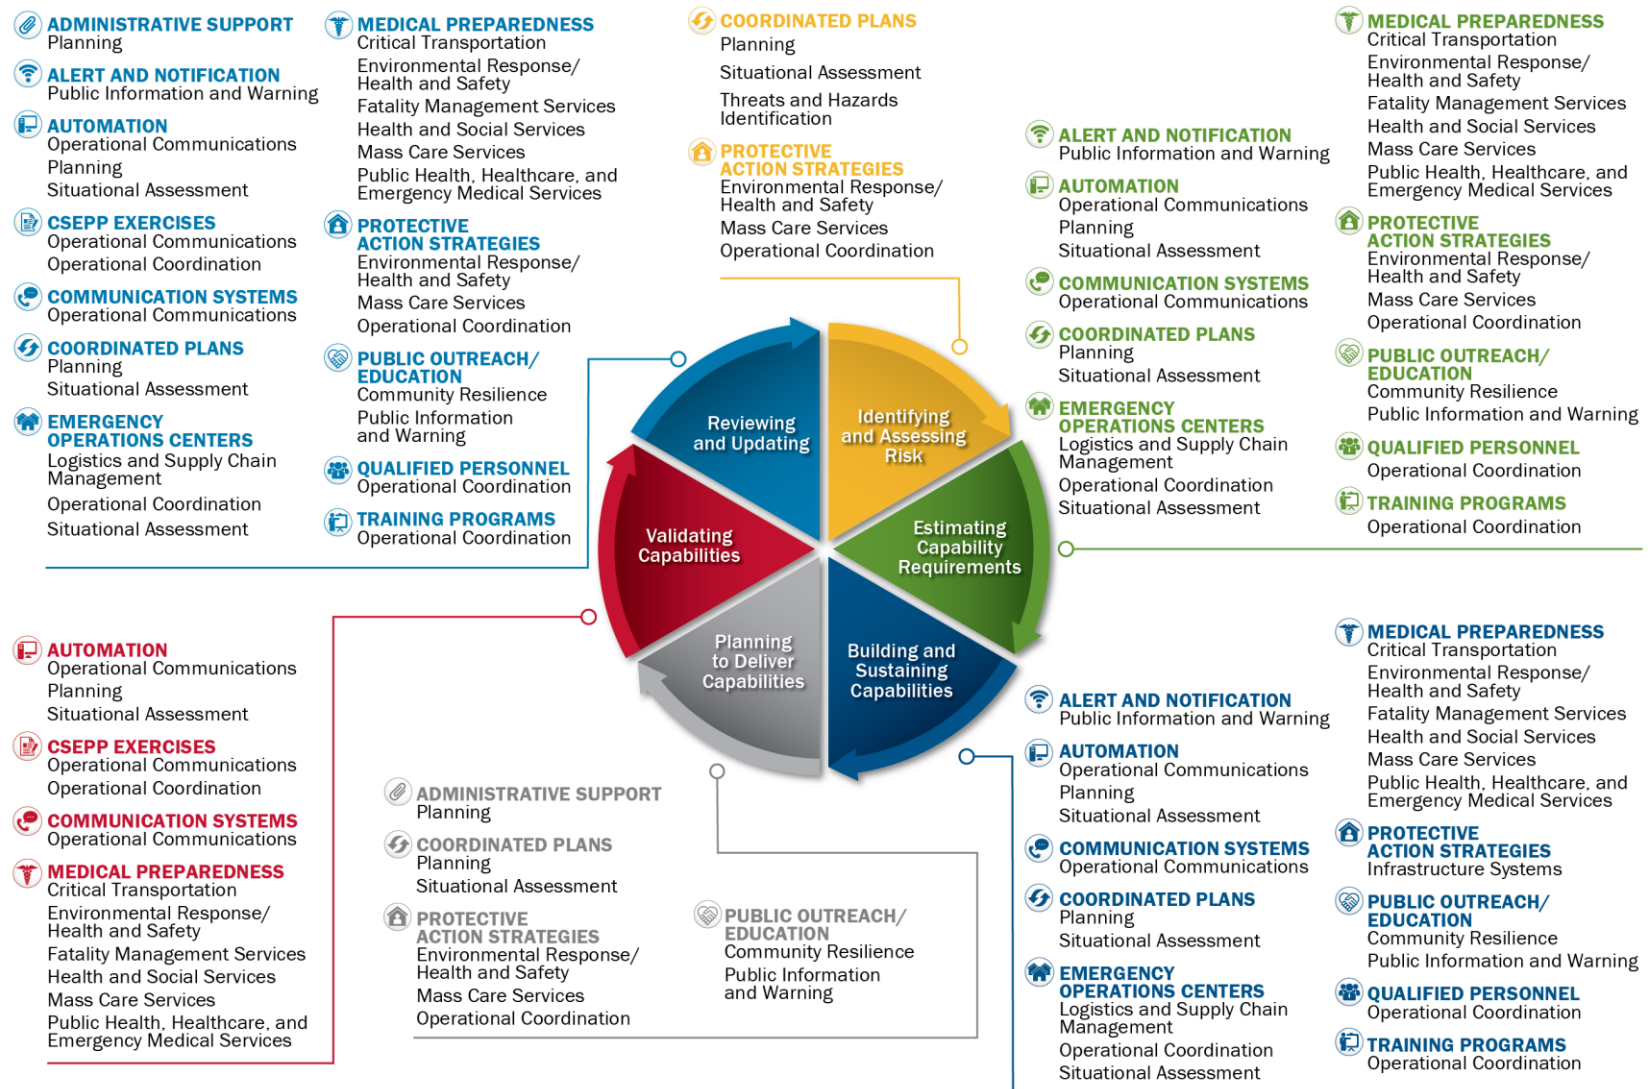 ADMINISTRATIVE SUPPORT
Planning
ALERT AND NOTIFICATION
Public Information and Warning
AUTOMATION
Operational Communications
Planning
Situational Assessment
CSEPP EXERCISES
Operational Communications
Operational Coordination
COMMUNICATION SYSTEMS
Operational Communications
COORDINATED PLANS
Planning
Situational Assessment
EMERGENCY
OPERATIONS CENTERS
Logistics and Supply Chain
Management
Operational Coordination
Situational Assessment
MEDICAL PREPAREDNESS
Critical Transportation
Environmental Response/
Health and Safety
Fatality Management Services
Health and Social Services
Mass Care Services
Public Health, Healthcare, and
Emergency Medical Services
PROTECTIVE
ACTION STRATEGIES
Environmental Response/
Health and Safety
Mass Care Services
Operational Coordination
PUBLIC OUTREACH/
EDUCATION
Community Resilience
Public Information
and Warning
QUALIFIED PERSONNEL
Operational Coordination
TRAINING PROGRAMS
Operational Coordination
COORDINATED PLANS
Planning
Situational Assessment
Threats and Hazards
Identification
PROTECTIVE
ACTION STRATEGIES
Environmental Response/
Health and Safety
Mass Care Services
Operational Coordination
ALERT AND NOTIFICATION
Public Information and Warning
AUTOMATION
Operational Communications
Planning
Situational Assessment
COMMUNICATION SYSTEMS
Operational Communications
COORDINATED PLANS
Planning
Situational Assessment
EMERGENCY
OPERATIONS CENTERS
Logistics and Supply Chain
Management
Operational Coordination
Situational Assessment
MEDICAL PREPAREDNESS
Critical Transportation
Environmental Response/
Health and Safety
Fatality Management Services
Health and Social Services
Mass Care Services
Public Health, Healthcare, and
Emergency Medical Services
PROTECTIVE
ACTION STRATEGIES
Environmental Response/
Health and Safety
Mass Care Services
Operational Coordination
PUBLIC OUTREACH/
EDUCATION
Community Resilience
Public Information and Warning
QUALIFIED PERSONNEL
Operational Coordination
TRAINING PROGRAMS
Operational Coordination
Reviewing
and Updating
Identifying
and Assessing
Risk
Estimating
Capability
Requirements
Building and
Sustaining
Capabilities
Planning
to Deliver
Capabilities
Validating
Capabilities
AUTOMATION
Operational Communications
Planning
Situational Assessment
CSEPP EXERCISES
Operational Communications
Operational Coordination
COMMUNICATION SYSTEMS
Operational Communications
MEDICAL PREPAREDNESS
Critical Transportation
Environmental Response/
Health and Safety
Fatality Management Services
Health and Social Services
Mass Care Services
Public Health, Healthcare, and
Emergency Medical Services
ADMINISTRATIVE SUPPORT
Planning
COORDINATED PLANS
Planning
Situational Assessment
PROTECTIVE
ACTION STRATEGIES
Environmental Response/
Health and Safety
Mass Care Services
Operational Coordination
PUBLIC OUTREACH/
EDUCATION
Community Resilience
Public Information
and Warning
ALERT AND NOTIFICATION
Public Information and Warning
AUTOMATION
Operational Communications
Planning
Situational Assessment
COMMUNICATION SYSTEMS
Operational Communications
COORDINATED PLANS
Planning
Situational Assessment
EMERGENCY
OPERATIONS CENTERS
Logistics and Supply Chain
Management
Operational Coordination
Situational Assessment
MEDICAL PREPAREDNESS
Critical Transportation
Environmental Response/
Health and Safety
Fatality Management Services
Health and Social Services
Mass Care Services
Public Health, Healthcare, and
Emergency Medical Services
PROTECTIVE
ACTION STRATEGIES
Infrastructure Systems
PUBLIC OUTREACH/
EDUCATION
Community Resilience
Public Information and Warning
QUALIFIED PERSONNEL
Operational Coordination
TRAINING PROGRAMS
Operational Coordination